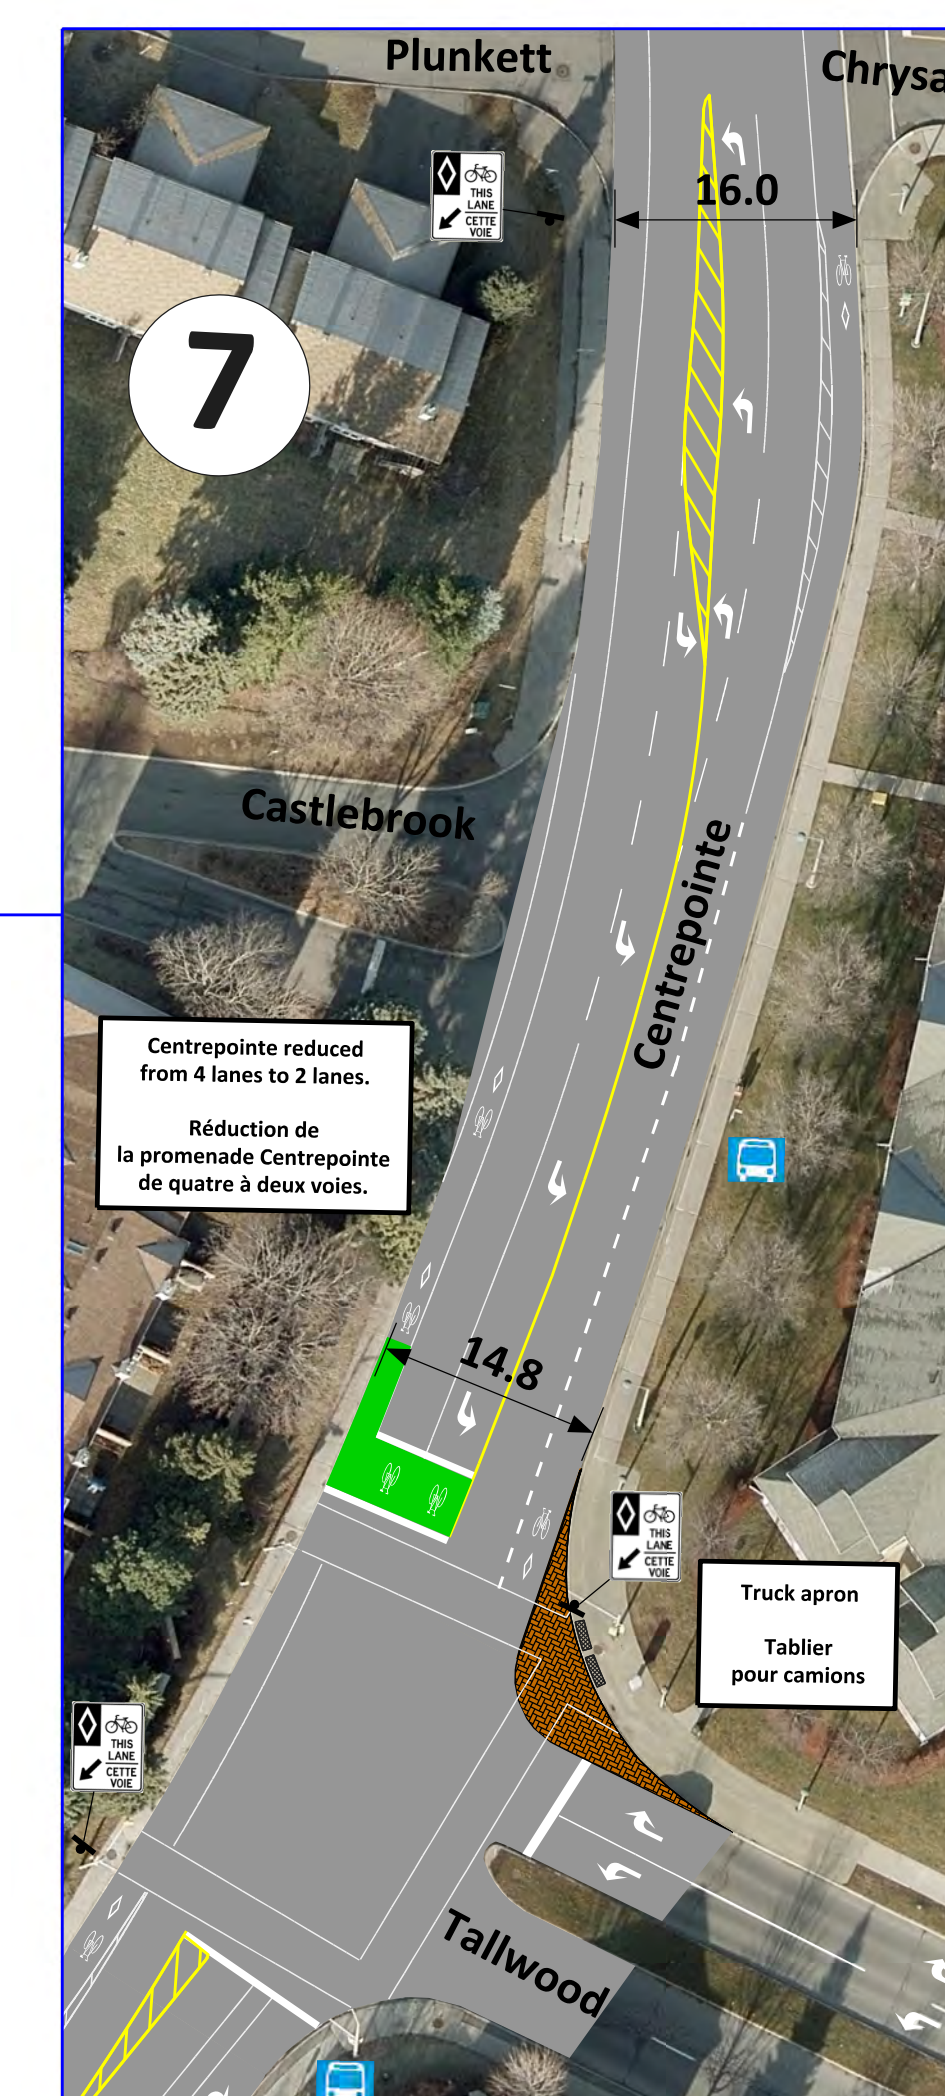 Plunkett
THIS
LANE
CETTE
VOIE
16.0
7
Castlebrook
Centrepointe
Centrepointe reduced
from 4 lanes to 2 lanes.
Réduction de
la promenade Centrepointe
de quatre à deux voies.
14.8
THIS
LANE
CETTE
VOIE
Truck apron
Tablier
pour camions
THIS
LANE
CETTE
VOIE
Tallwood